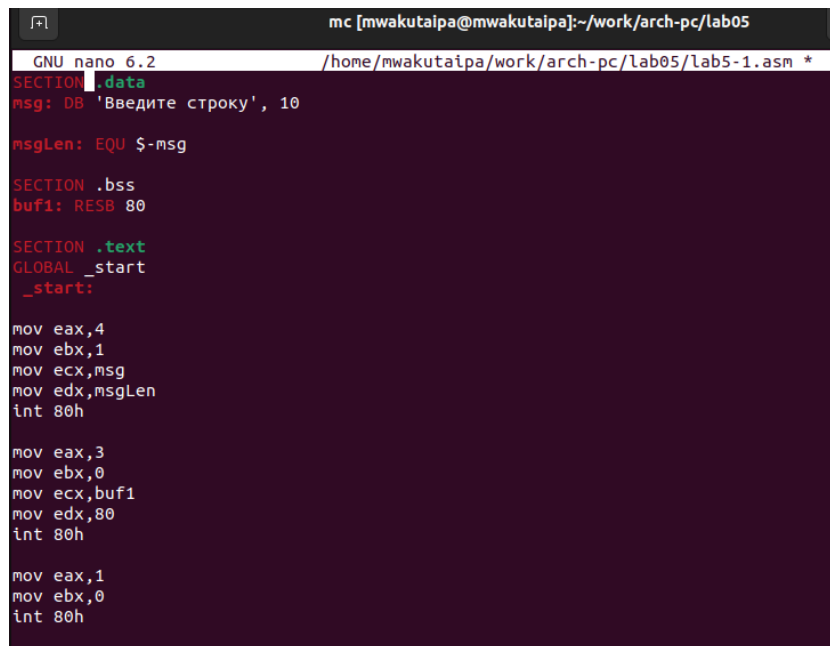 mc [mwakutaipa@mwakutaipa]:~/work/arch-pc/lab05
GNU nano 6.2 /home/mwakutaipa/work/arch-pc/lab05/lab5-1.asm *
SECTION .data
msg: DB 'Введите строку', 10
msgLen: EQU $-msg
SECTION .bss
buf1: RESB 80
SECTION .text
GLOBAL _start
_start:
mov eax,4
mov ebx,1
mov ecx,msg
mov edx,msgLen
int 80h
mov eax,3
mov ebx,0
mov ecx,buf1
mov edx,80
int 80h
mov eax,1
mov ebx,0
int 80h